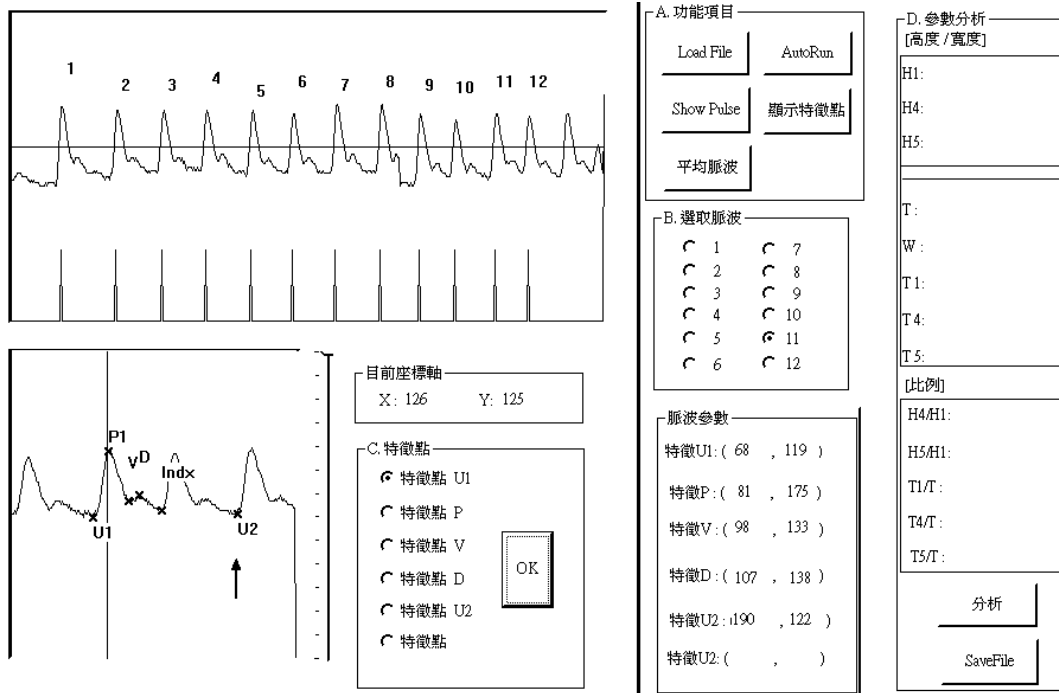 1
2
3
4
5
6
7
8
9
10
11
12
P1
V
D
Indx
U1
U2
目前座標軸
X: 126 Y: 125
C. 特徵點
特徵點 U1
特徵點 P
特徵點 V
特徵點 D
特徵點 U2
特徵點
OK
A. 功能項目
Load File
AutoRun
Show Pulse
顯示特徵點
平均脈波
B. 選取脈波
1 7
2 8
3 9
4 10
5 11
6 12
脈波參數
特徵U1: ( 68 , 119 )
特徵P: ( 81 , 175 )
特徵V: ( 98 , 133 )
特徵D: ( 107 , 138 )
特徵U2: (190 , 122 )
特徵U2: ( , )
D. 參數分析
[高度 / 寬度]
H1:
H4:
H5:
T :
W :
T1:
T4:
T5:
[比例]
H4/H1:
H5/H1:
T1/T :
T4/T :
T5/T :
分析
SaveFile